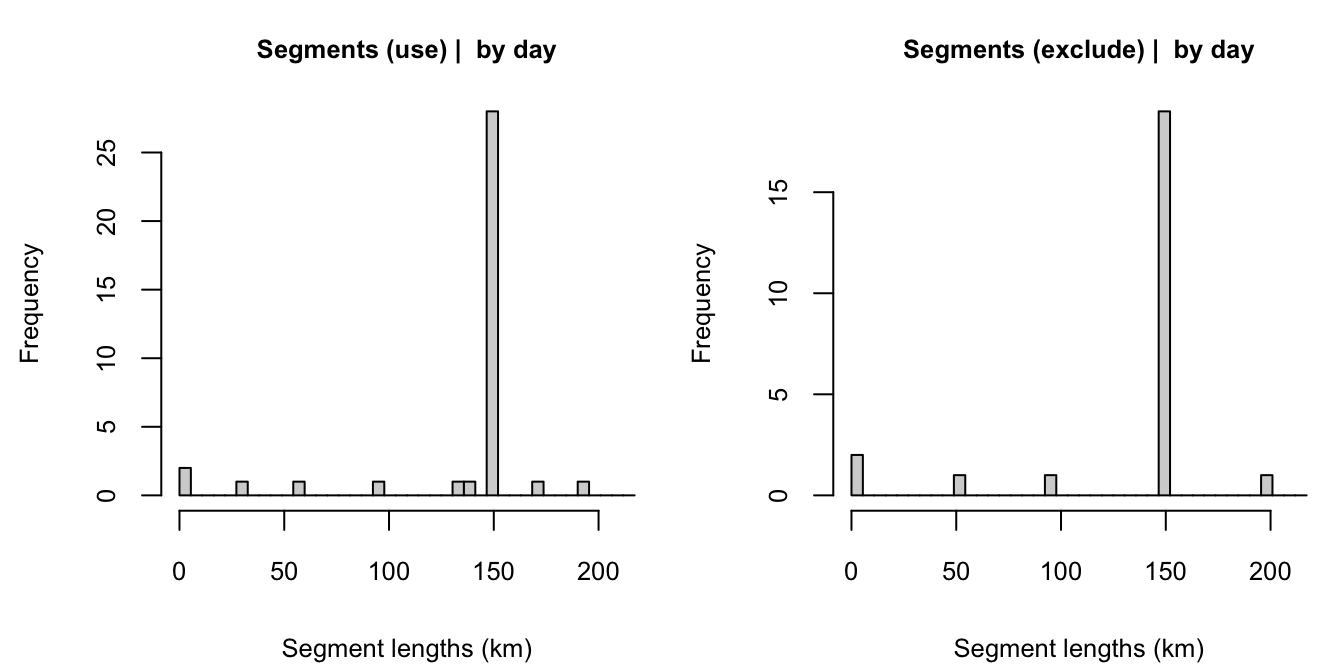 Segments (use) |  by day
Frequency
0 5 10 15 20 25
0 50 100 150 200
Segment lengths (km)
Segments (exclude) |  by day
Frequency
0 5 10 15
0 50 100 150 200
Segment lengths (km)